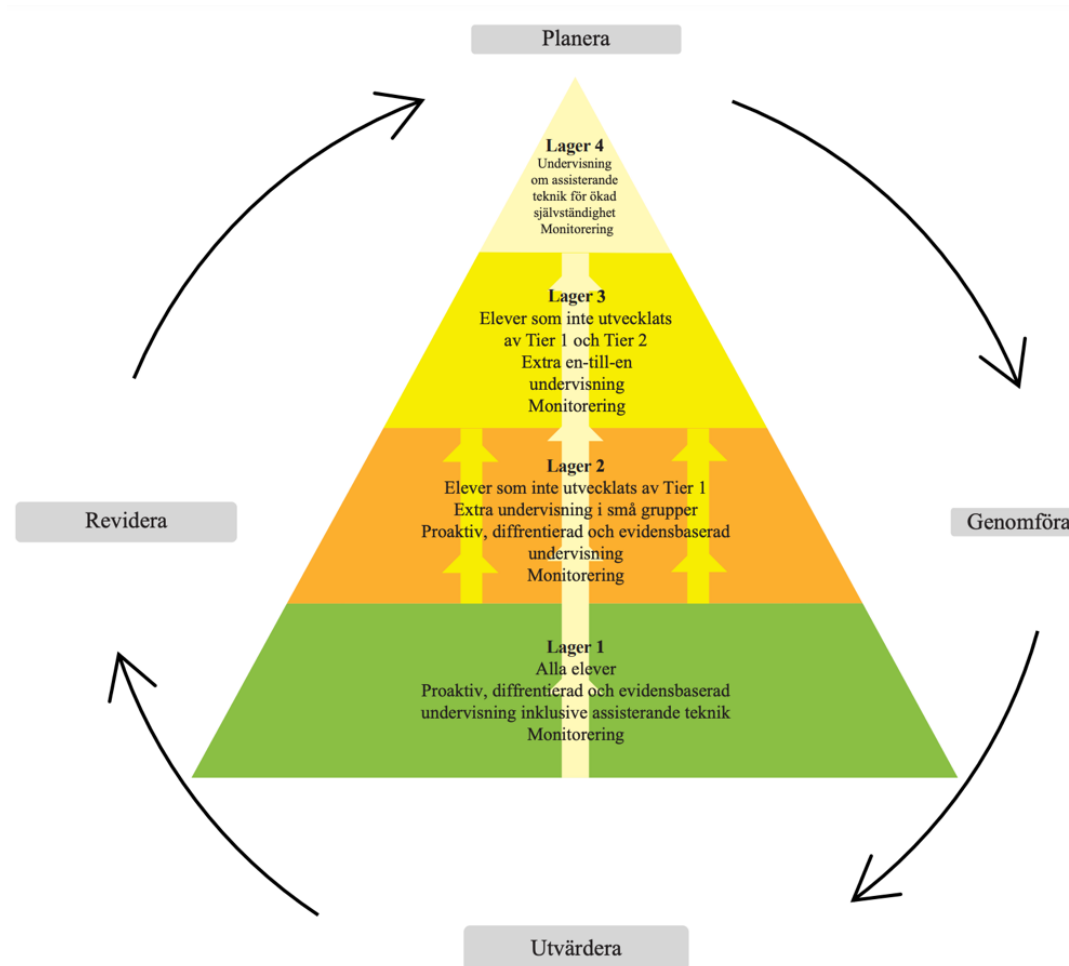 Planera
Lager 4
Undervisning
om assisterande
teknik för ökad
självständighet
Monitorering
Lager 3
Elever som inte utvecklats
av Tier 1 och Tier 2
Extra en-till-en
undervisning
Monitorering
Lager 2
Elever som inte utvecklats av Tier 1
Extra undervisning i små grupper
Proaktiv, diffrentierad och evidensbaserad
undervisning
Monitorering
Revidera
Genomföra
Lager 1
Alla elever
Proaktiv, diffrentierad och evidensbaserad
undervisning inklusive assisterande teknik
Monitorering
Utvärdera